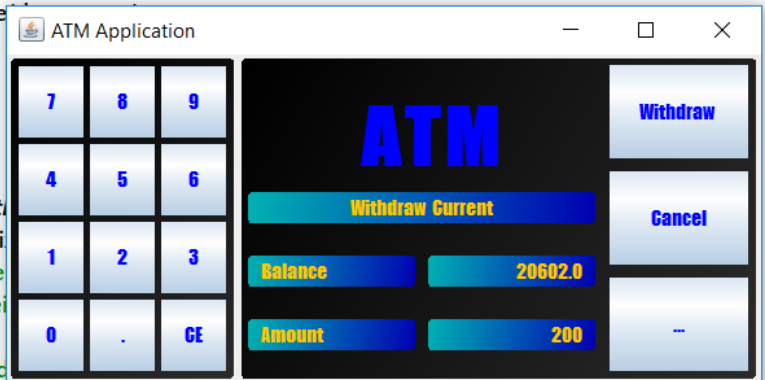 ATM Application
7 8 9
4 5 6
1 2 3
0 . CE
ATM
Withdraw Current
Balance 20602.0
Amount 200
Withdraw
Cancel
...